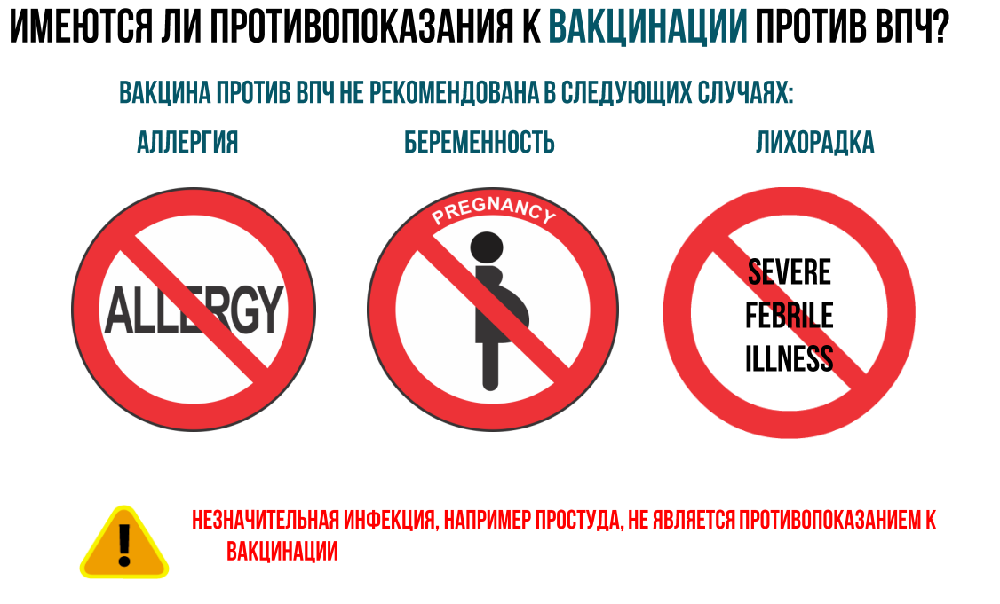 ИМЕЮТСЯ ЛИ ПРОТИВОПОКАЗАНИЯ К ВАКЦИНАЦИИ ПРОТИВ ВПЧ?
ВАКЦИНА ПРОТИВ ВПЧ НЕ РЕКОМЕНДОВАНА В СЛЕДУЮЩИХ СЛУЧАЯХ:
АЛЛЕРГИЯ
БЕРЕМЕННОСТЬ
ЛИХОРАДКА
ALLERGY
PREGNANCY
SEVERE
FEBRILE
ILLNESS
НЕЗНАЧИТЕЛЬНАЯ ИНФЕКЦИЯ, НАПРИМЕР ПРОСТУДА, НЕ ЯВЛЯЕТСЯ ПРОТИВОПОКАЗАНИЕМ К
ВАКЦИНАЦИИ